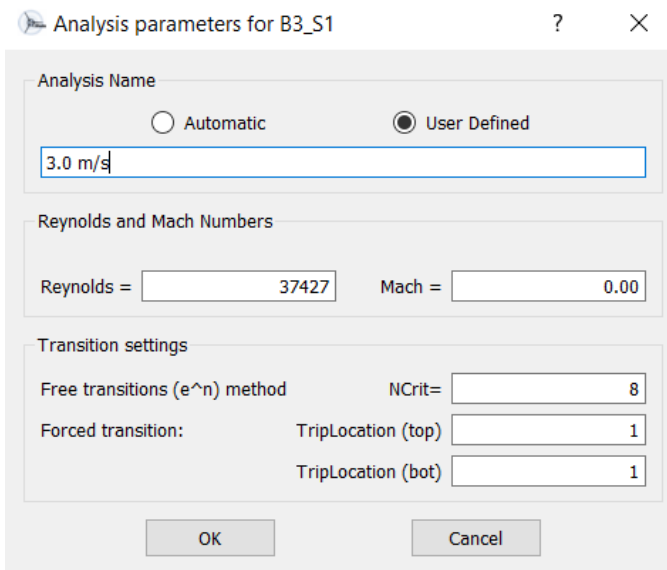 Analysis parameters for B3_S1 ? ×
Analysis Name
Automatic User Defined
3.0 m/s
Reynolds and Mach Numbers
Reynolds = 37427 Mach = 0.00
Transition settings
Free transitions (e^n) method NCrit= 8
Forced transition: TripLocation (top) 1
TripLocation (bot) 1
OK Cancel